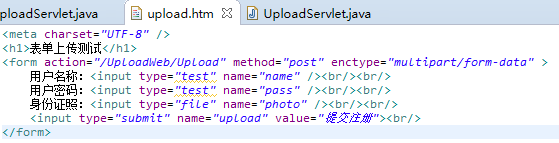 ploadServlet.java upload.htm UploadServlet.java
<meta charset="UTF-8" />
<h1>表单上传测试</h1>
<form action="/UploadWeb/Upload" method="post" enctype="multipart/form-data" >
用户名称：<input type="test" name="name" /><br/><br/>
用户密码：<input type="test" name="pass" /><br/><br/>
身份证照：<input type="file" name="photo" /><br/><br/>
<input type="submit" name="upload" value="提交注册"><br/>
</form>